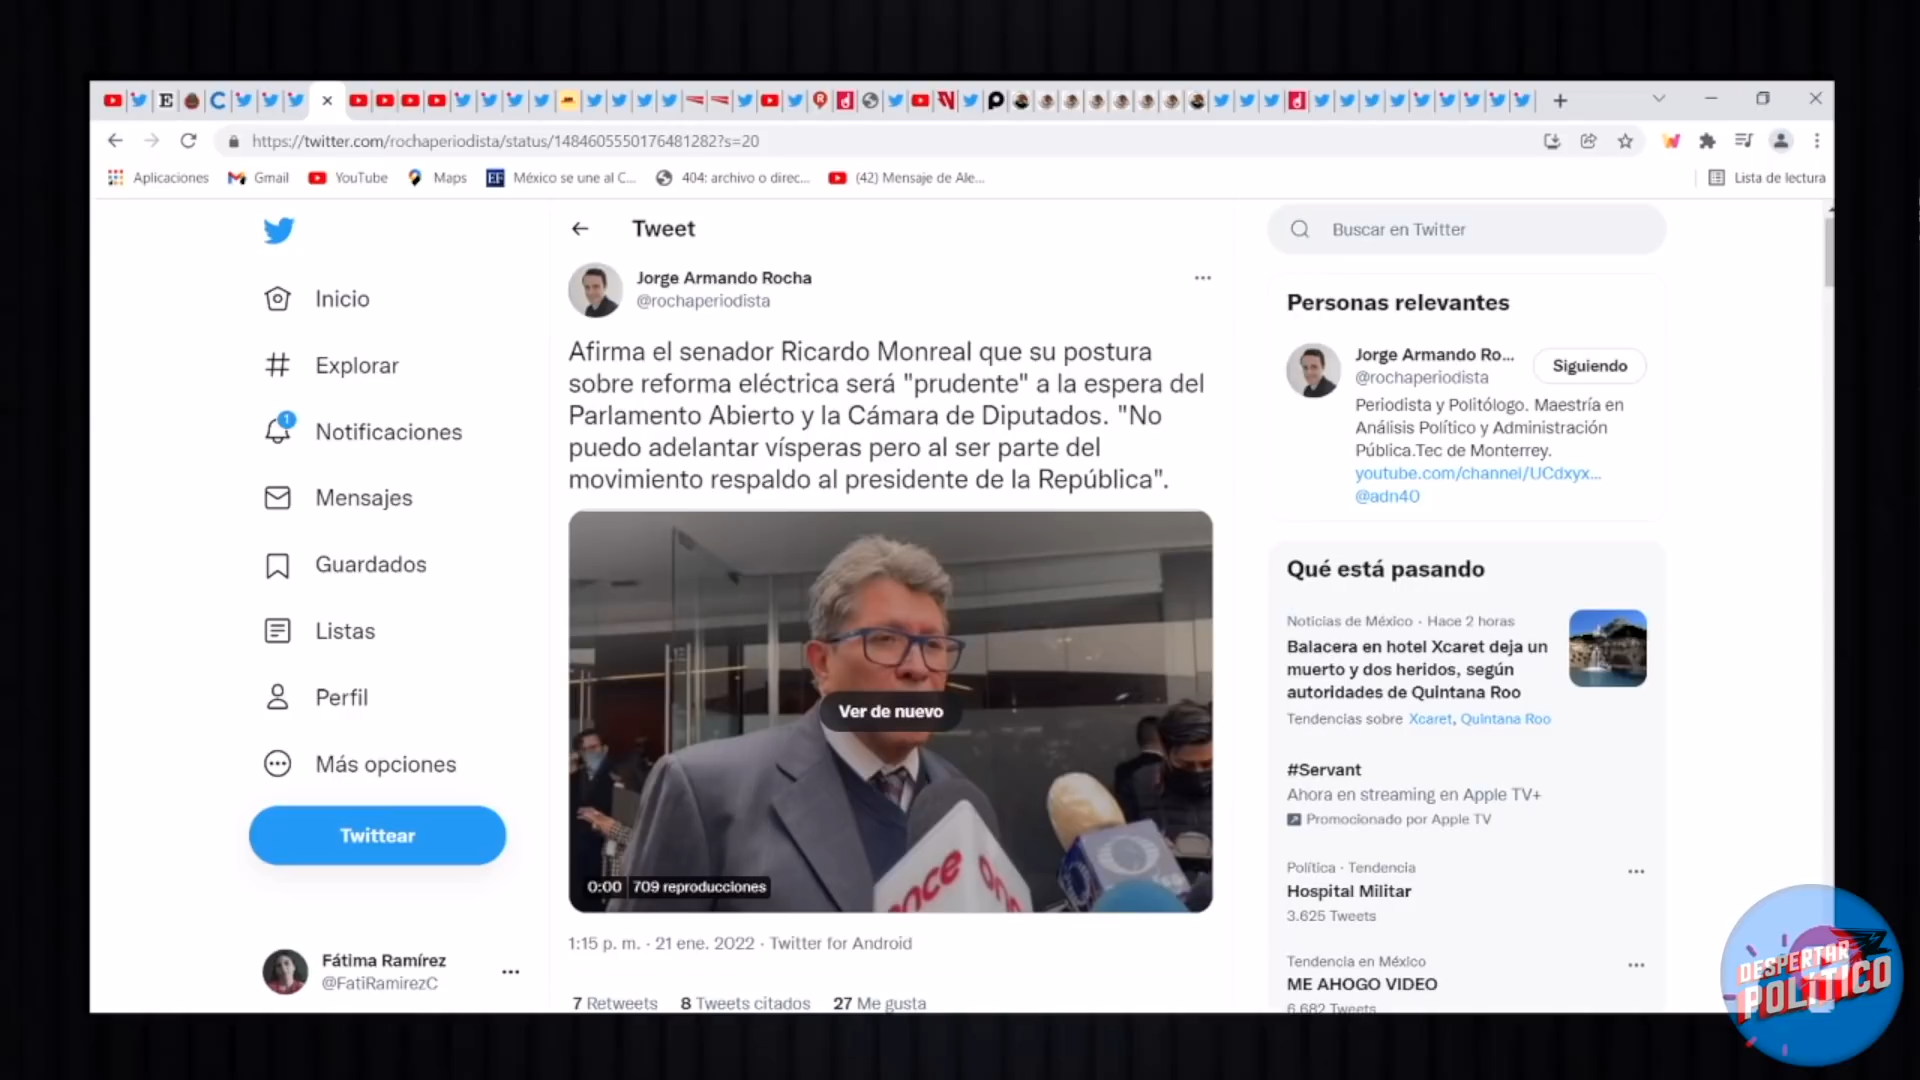 https://twitter.com/rochaperiodista/status/1484605550176481282?s=20
Aplicaciones
Gmail
YouTube
Maps
EF
México se une al C...
404: archivo o direc...
(42) Mensaje de Ale...
Lista de lectura
Inicio
Explorar
1
Notificaciones
Mensajes
Guardados
Listas
Perfil
Más opciones
Twittear
Fátima Ramírez
@FatiRamirezC
Tweet
Jorge Armando Rocha
@rochaperiodista
Afirma el senador Ricardo Monreal que su postura
sobre reforma eléctrica será "prudente" a la espera del
Parlamento Abierto y la Cámara de Diputados. "No
puedo adelantar vísperas pero al ser parte del
movimiento respaldo al presidente de la República".
Ver de nuevo
once
0:00 709 reproducciones
1:15 p. m. · 21 ene. 2022 · Twitter for Android
7 Retweets 8 Tweets citados 27 Me gusta
Buscar en Twitter
Personas relevantes
Jorge Armando Ro...
@rochaperiodista
Siguiendo
Periodista y Politólogo. Maestría en
Análisis Político y Administración
Pública.Tec de Monterrey.
youtube.com/channel/UCdxyx...
@adn40
Qué está pasando
Noticias de México · Hace 2 horas
Balacera en hotel Xcaret deja un
muerto y dos heridos, según
autoridades de Quintana Roo
Tendencias sobre Xcaret, Quintana Roo
#Servant
Ahora en streaming en Apple TV+
Promocionado por Apple TV
Política · Tendencia
Hospital Militar
3.625 Tweets
Tendencia en México
ME AHOGO VIDEO
6.682 Tweets
DESPERTAR
POLÍTICO